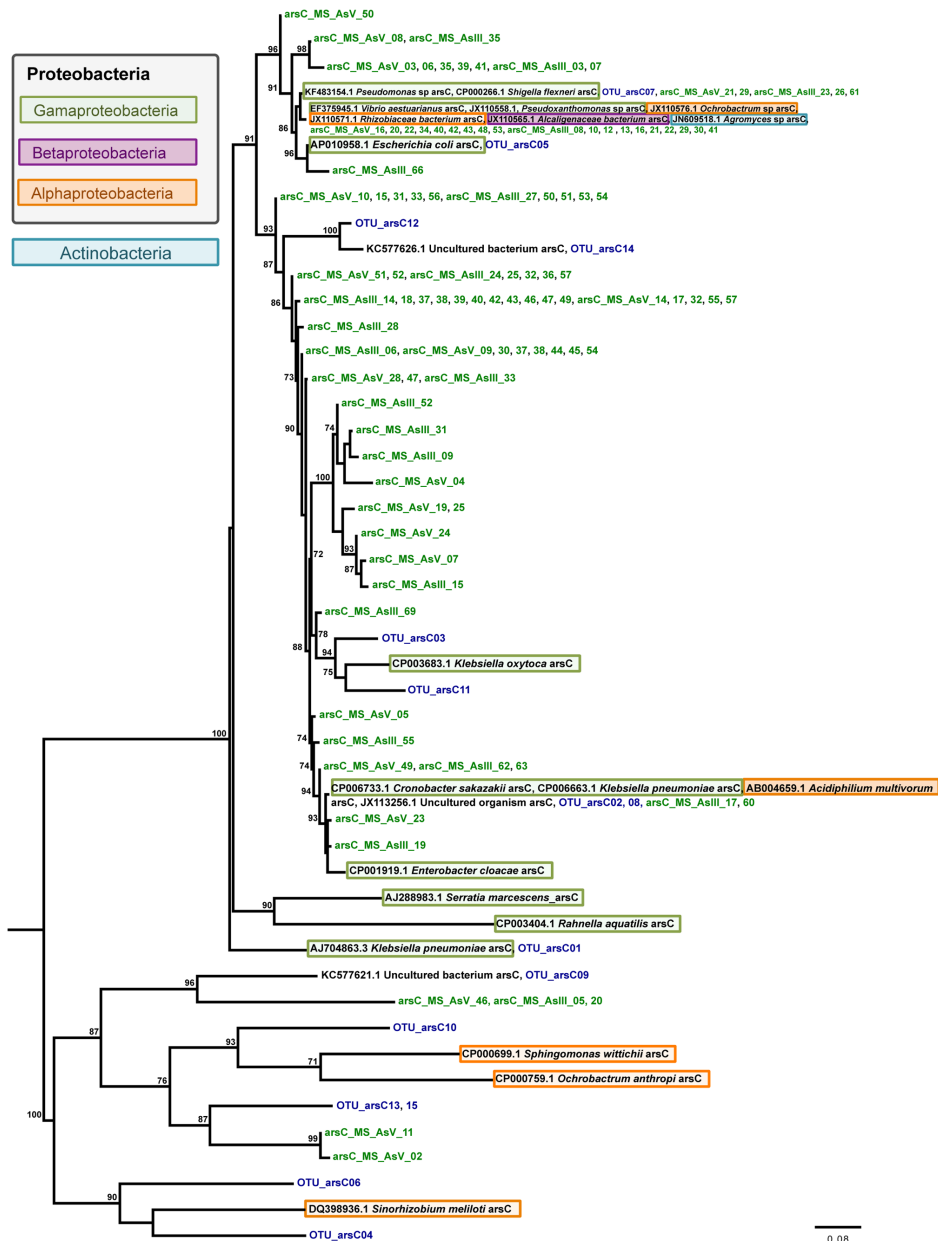 arsC_MS_AsV_50
96
arsC_MS_AsV_08, arsC_MS_AsIII_35
98
arsC_MS_AsV_03, 06, 35, 39, 41, arsC_MS_AsIII_03, 07
Proteobacteria
91
KF483154.1 Pseudomonas sp arsC, CP000266.1 Shigella flexneri arsC, OTU_arsC07, arsC_MS_AsV_21, 29, arsC_MS_AsIII_23, 26, 61
Gamaproteobacteria
EF375945.1 Vibrio aestuarianus arsC, JX110558.1, Pseudoxanthomonas sp arsC, JX110576.1 Ochrobactrum sp arsC,
JX110571.1 Rhizobiaceae bacterium arsC, JX110565.1 Alcaligenaceae bacterium arsC, JN609518.1 Agromyces sp arsC,
86
arsC_MS_AsV_16, 20, 22, 34, 40, 42, 43, 48, 53, arsC_MS_AsIII_08, 10, 12, 13, 16, 21, 22, 29, 30, 41
91
AP010958.1 Escherichia coli arsC, OTU_arsC05
Betaproteobacteria
96
arsC_MS_AsIII_66
Alphaproteobacteria
arsC_MS_AsV_10, 15, 31, 33, 56, arsC_MS_AsIII_27, 50, 51, 53, 54
OTU_arsC12
93
100
KC577626.1 Uncultured bacterium arsC, OTU_arsC14
Actinobacteria
87
arsC_MS_AsV_51, 52, arsC_MS_AsIII_24, 25, 32, 36, 57
86
arsC_MS_AsIII_14, 18, 37, 38, 39, 40, 42, 43, 46, 47, 49, arsC_MS_AsV_14, 17, 32, 55, 57
arsC_MS_AsIII_28
arsC_MS_AsIII_06, arsC_MS_AsV_09, 30, 37, 38, 44, 45, 54
73
arsC_MS_AsV_28, 47, arsC_MS_AsIII_33
arsC_MS_AsIII_52
90
74
arsC_MS_AsIII_31
arsC_MS_AsIII_09
100
arsC_MS_AsV_04
arsC_MS_AsV_19, 25
arsC_MS_AsV_24
72
93
arsC_MS_AsV_07
87
arsC_MS_AsIII_15
arsC_MS_AsIII_69
78
OTU_arsC03
88
94
CP003683.1 Klebsiella oxytoca arsC
75
OTU_arsC11
arsC_MS_AsV_05
74
arsC_MS_AsIII_55
100
74
arsC_MS_AsV_49, arsC_MS_AsIII_62, 63
94
CP006733.1 Cronobacter sakazakii arsC, CP006663.1 Klebsiella pneumoniae arsC, AB004659.1 Acidiphilium multivorum
arsC, JX113256.1 Uncultured organism arsC, OTU_arsC02, 08, arsC_MS_AsIII_17, 60
93
arsC_MS_AsV_23
arsC_MS_AsIII_19
CP001919.1 Enterobacter cloacae arsC
AJ288983.1 Serratia marcescens_arsC
90
CP003404.1 Rahnella aquatilis arsC
AJ704863.3 Klebsiella pneumoniae arsC, OTU_arsC01
KC577621.1 Uncultured bacterium arsC, OTU_arsC09
96
arsC_MS_AsV_46, arsC_MS_AsIII_05, 20
87
OTU_arsC10
93
CP000699.1 Sphingomonas wittichii arsC
71
CP000759.1 Ochrobactrum anthropi arsC
76
OTU_arsC13, 15
100
87
arsC_MS_AsV_11
99
arsC_MS_AsV_02
OTU_arsC06
90
DQ398936.1 Sinorhizobium meliloti arsC
OTU_arsC04
0.08